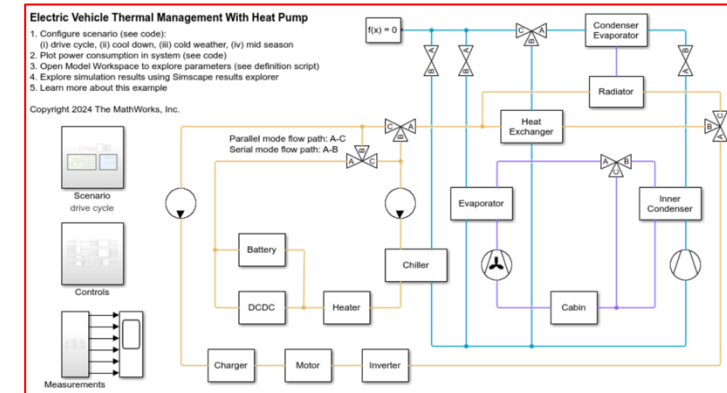 Electric Vehicle Thermal Management With Heat Pump
1. Configure scenario (see code):
(i) drive cycle, (ii) cool down, (iii) cold weather, (iv) mid season
2. Plot power consumption in system (see code)
3. Open Model Workspace to explore parameters (see definition script)
4. Explore simulation results using Simscape results explorer
5. Learn more about this example
Copyright 2024 The MathWorks, Inc.
f(x) = 0
C A
B
Condenser
Evaporator
A
B
A
B
B
A
Radiator
Heat
Exchanger
C
B
A
C A
B
Parallel mode flow path: A-C
Serial mode flow path: A-B
B
A C
A B
C
Scenario
drive cycle
Evaporator
Inner
Condenser
Battery
Chiller
Controls
DCDC
Heater
Cabin
Charger
Motor
Inverter
Measurements